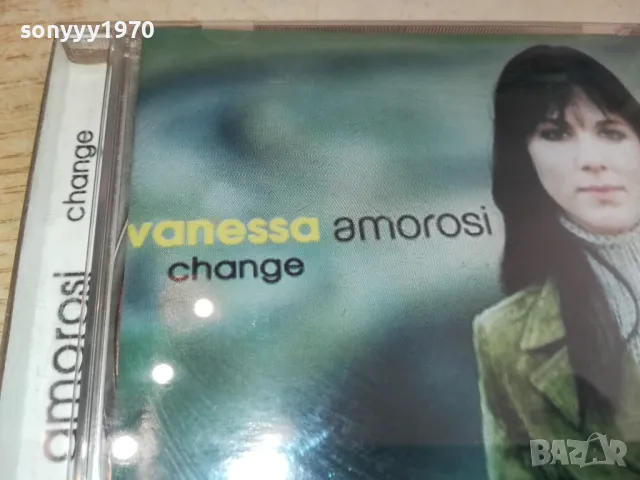 sonyyy1970
vanessa amorosi
change
amorosi change
BAZAR